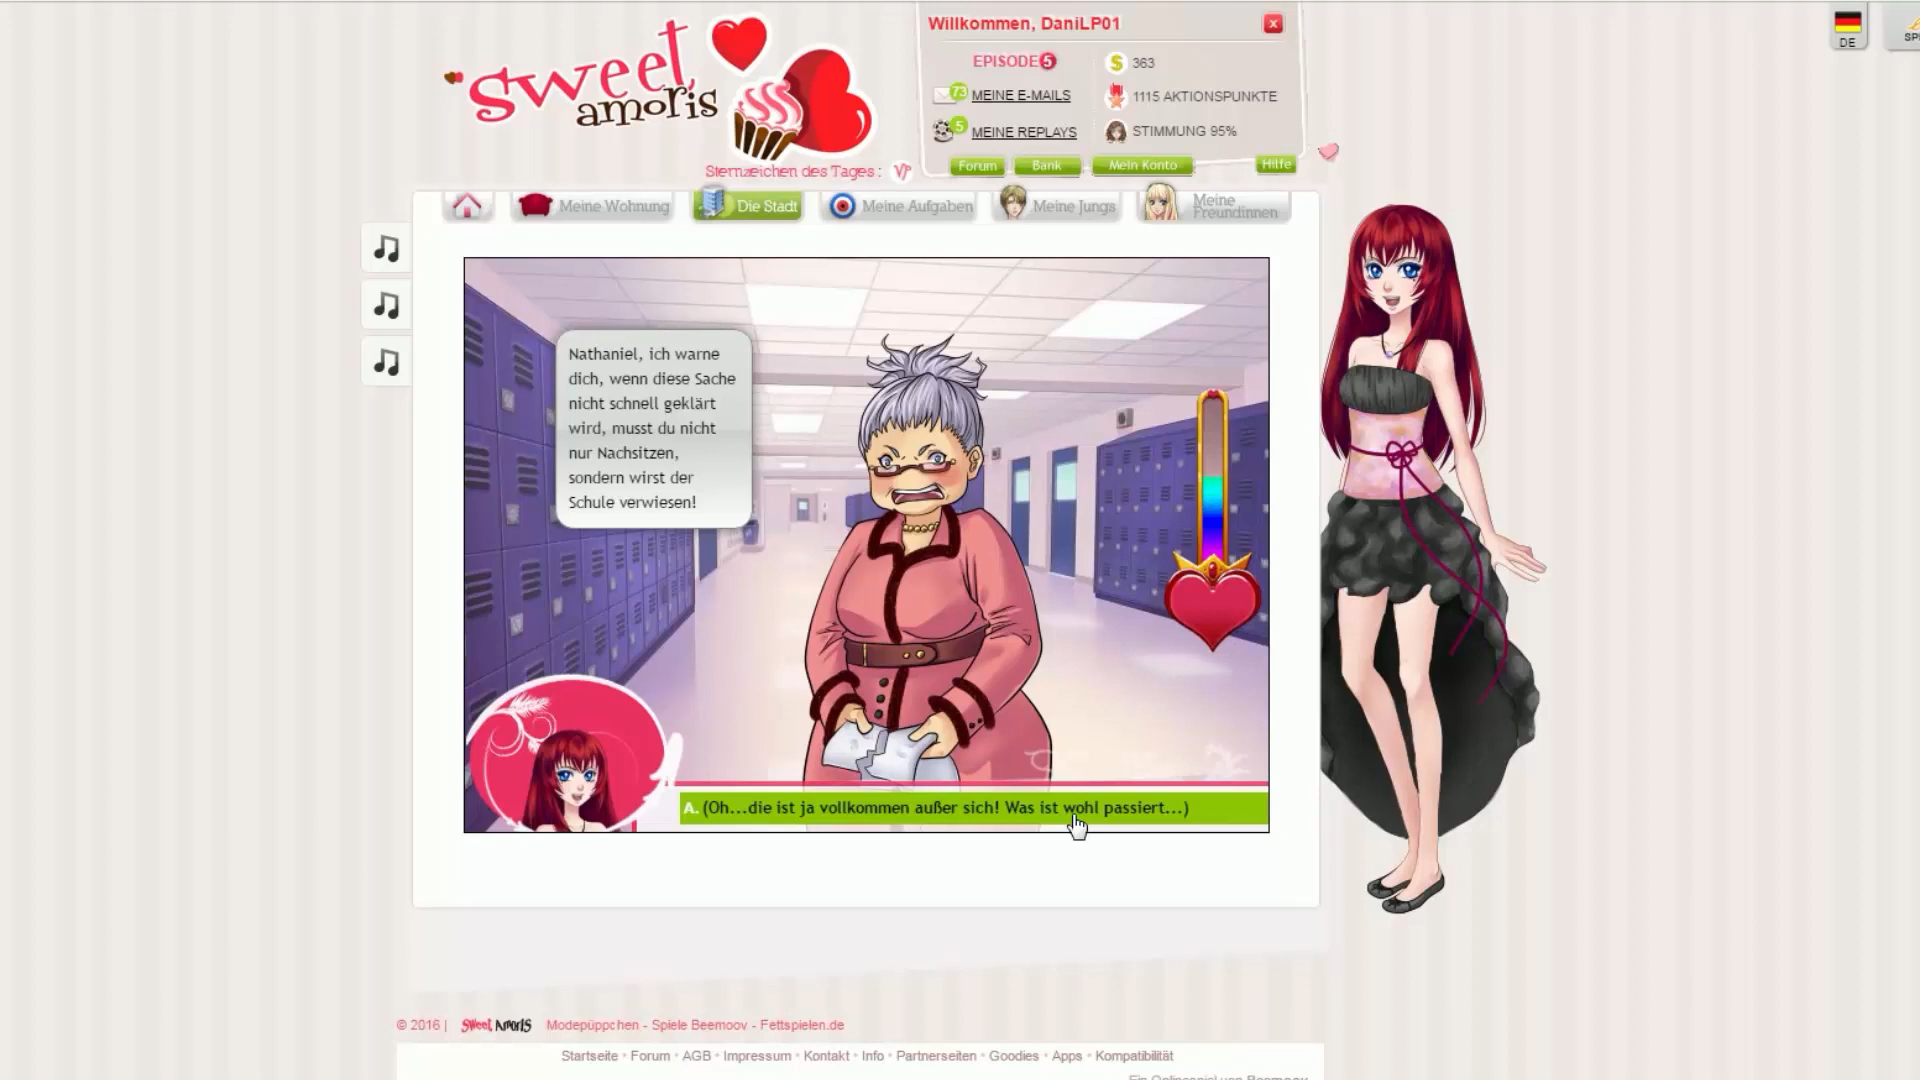 sweet amoris
Willkommen, DaniLP01
x
EPISODE 5
363
73 MEINE E-MAILS
1115 AKTIONSPUNKTE
5 MEINE REPLAYS
STIMMUNG 95%
Sternzeichen des Tages :
Forum
Bank
Mein Konto
Hilfe
DE
Meine Wohnung
Die Stadt
Meine Aufgaben
Meine Jungs
Meine
Freundinnen
Nathaniel, ich warne
dich, wenn diese Sache
nicht schnell geklärt
wird, musst du nicht
nur Nachsitzen,
sondern wirst der
Schule verwiesen!
A. (Oh...die ist ja vollkommen außer sich! Was ist wohl passiert...)
© 2016 | Sweet Amoris Modepüppchen - Spiele Beemoov - Fettspielen.de
Startseite • Forum • AGB • Impressum • Kontakt • Info • Partnerseiten • Goodies • Apps • Kompatibilität